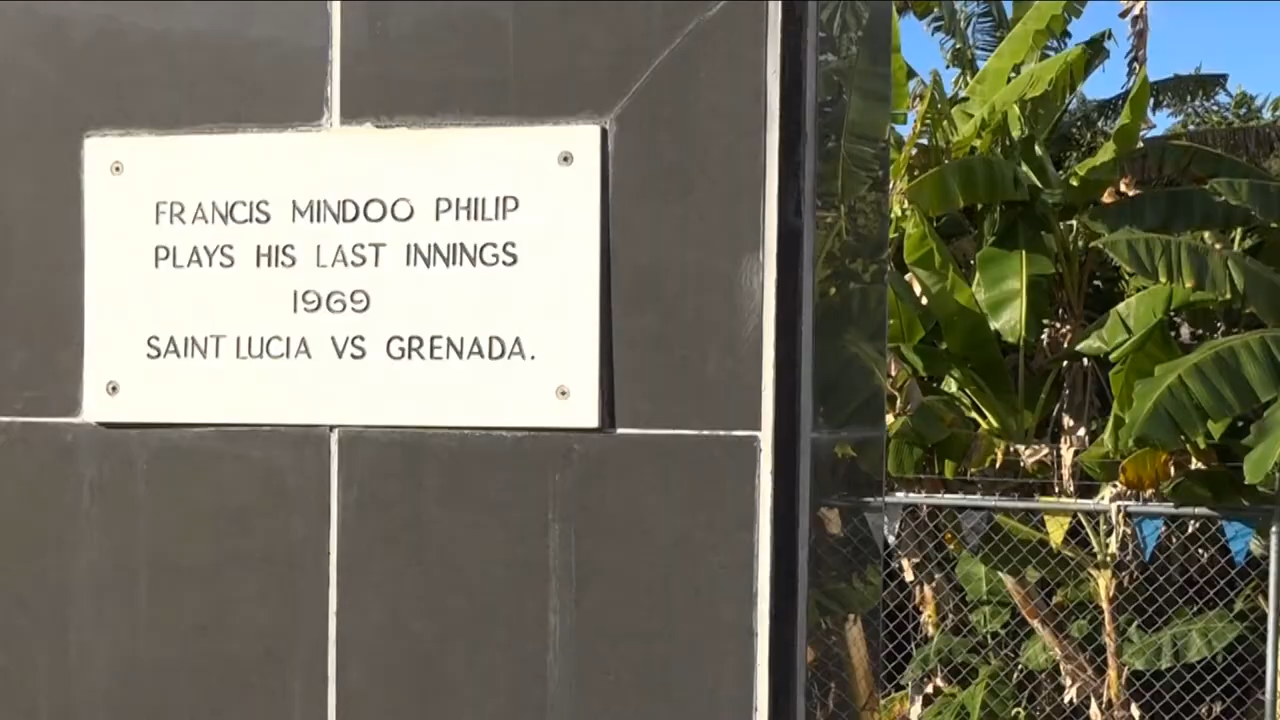 FRANCIS MINDOO PHILIP
PLAYS HIS LAST INNINGS
1969
SAINT LUCIA VS GRENADA.